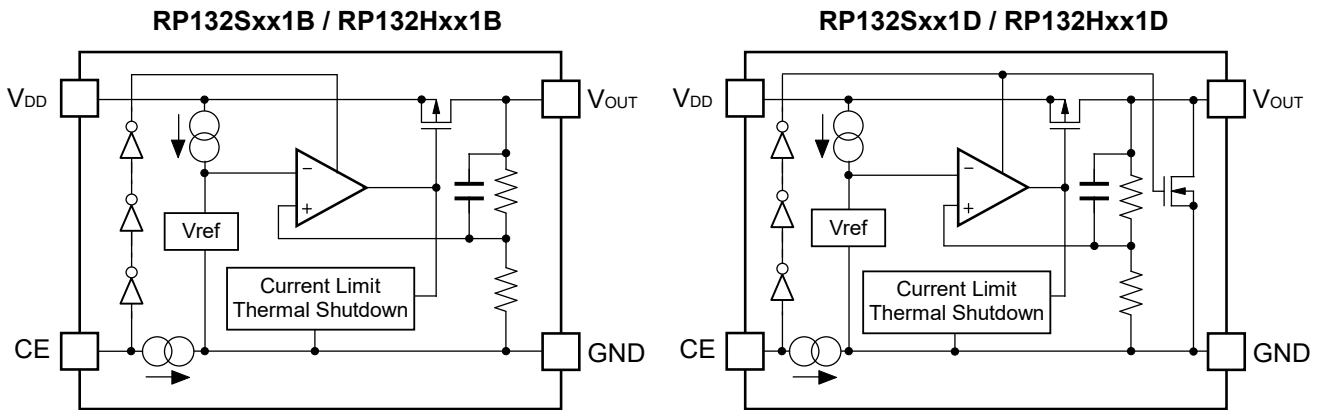 RP132Sxx1B / RP132Hxx1B
VDD
VOUT
−
+
Vref
Current Limit
Thermal Shutdown
CE
GND
RP132Sxx1D / RP132Hxx1D
VDD
VOUT
−
+
Vref
Current Limit
Thermal Shutdown
CE
GND